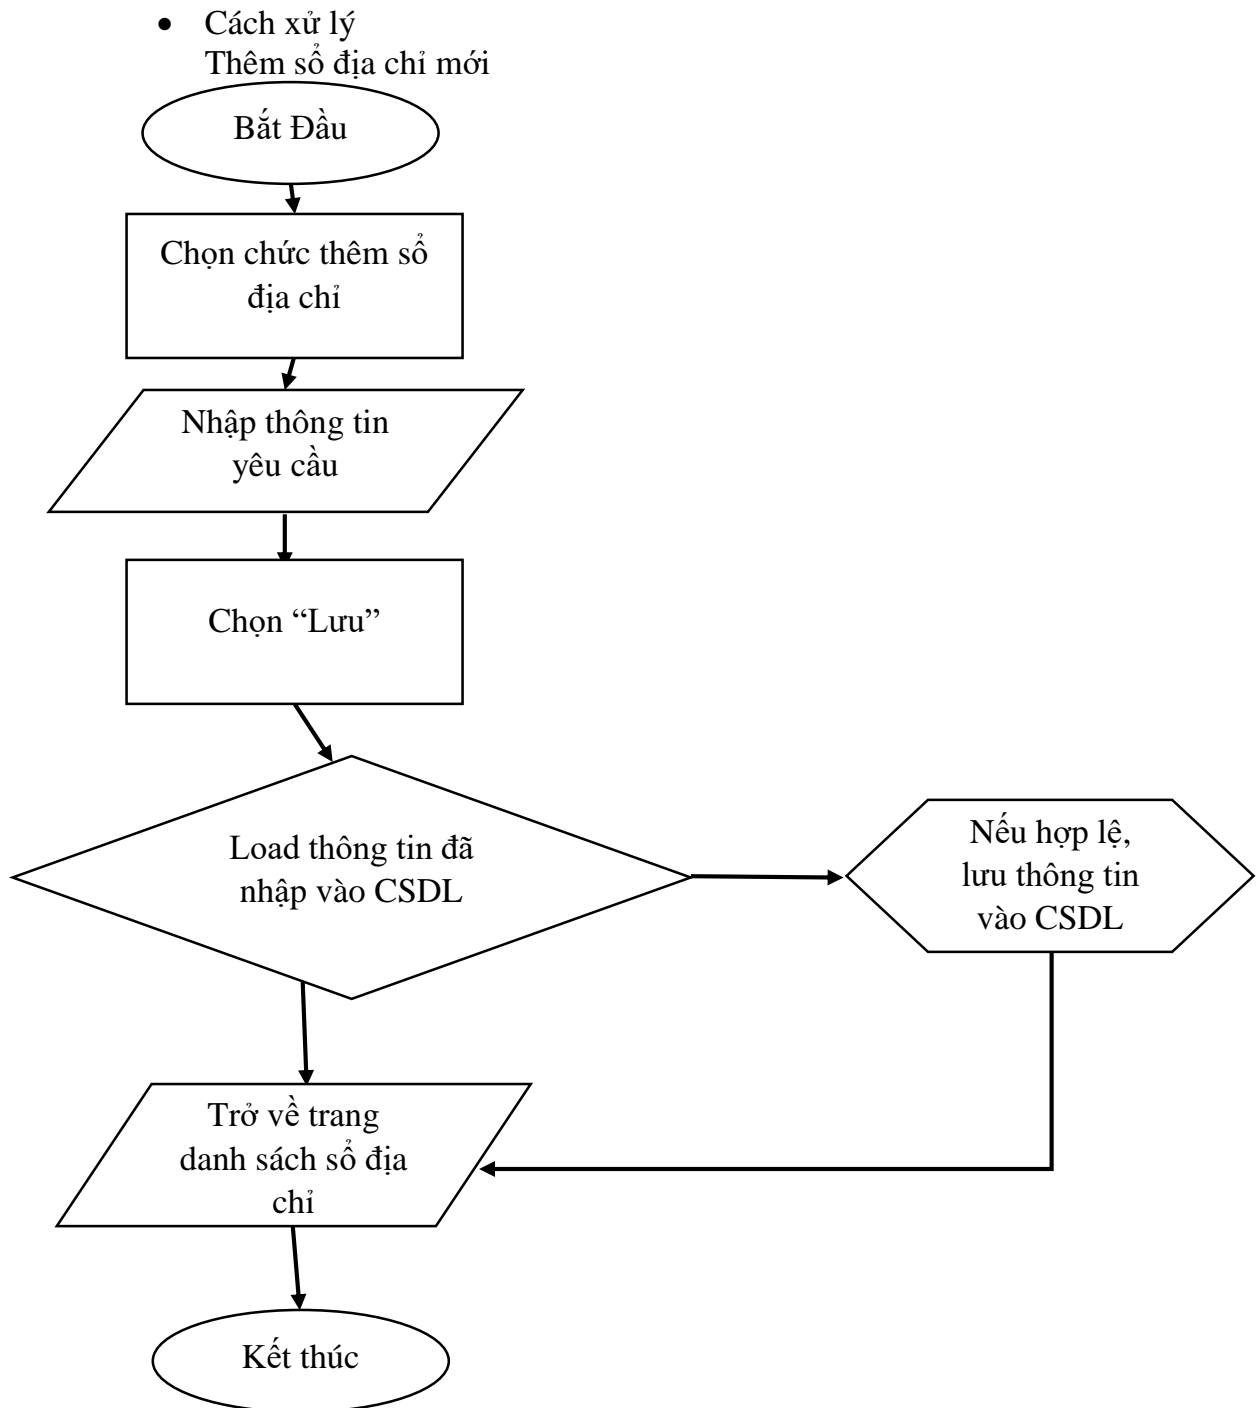 • Cách xử lý
Thêm sổ địa chỉ mới
Bắt Đầu
Chọn chức thêm sổ
địa chỉ
Nhập thông tin
yêu cầu
Chọn “Lưu”
Load thông tin đã
nhập vào CSDL
Nếu hợp lệ,
lưu thông tin
vào CSDL
Trở về trang
danh sách sổ địa
chỉ
Kết thúc